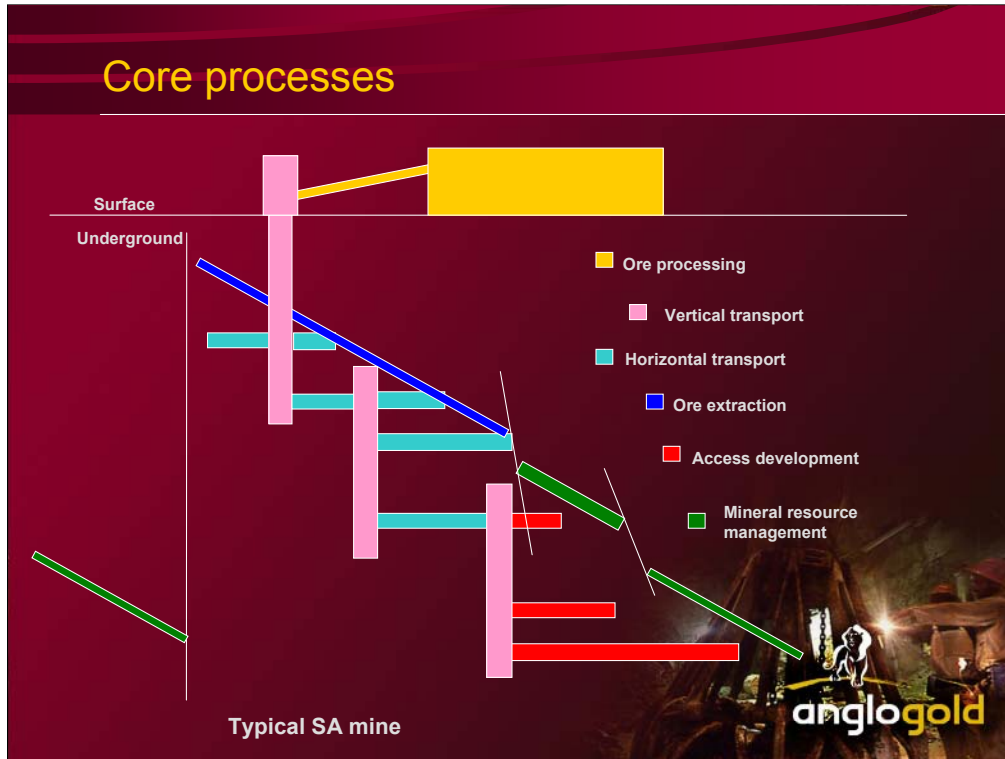 Core processes
Surface
Underground
Ore processing
Vertical transport
Horizontal transport
Ore extraction
Access development
Mineral resource
management
Typical SA mine
anglogold